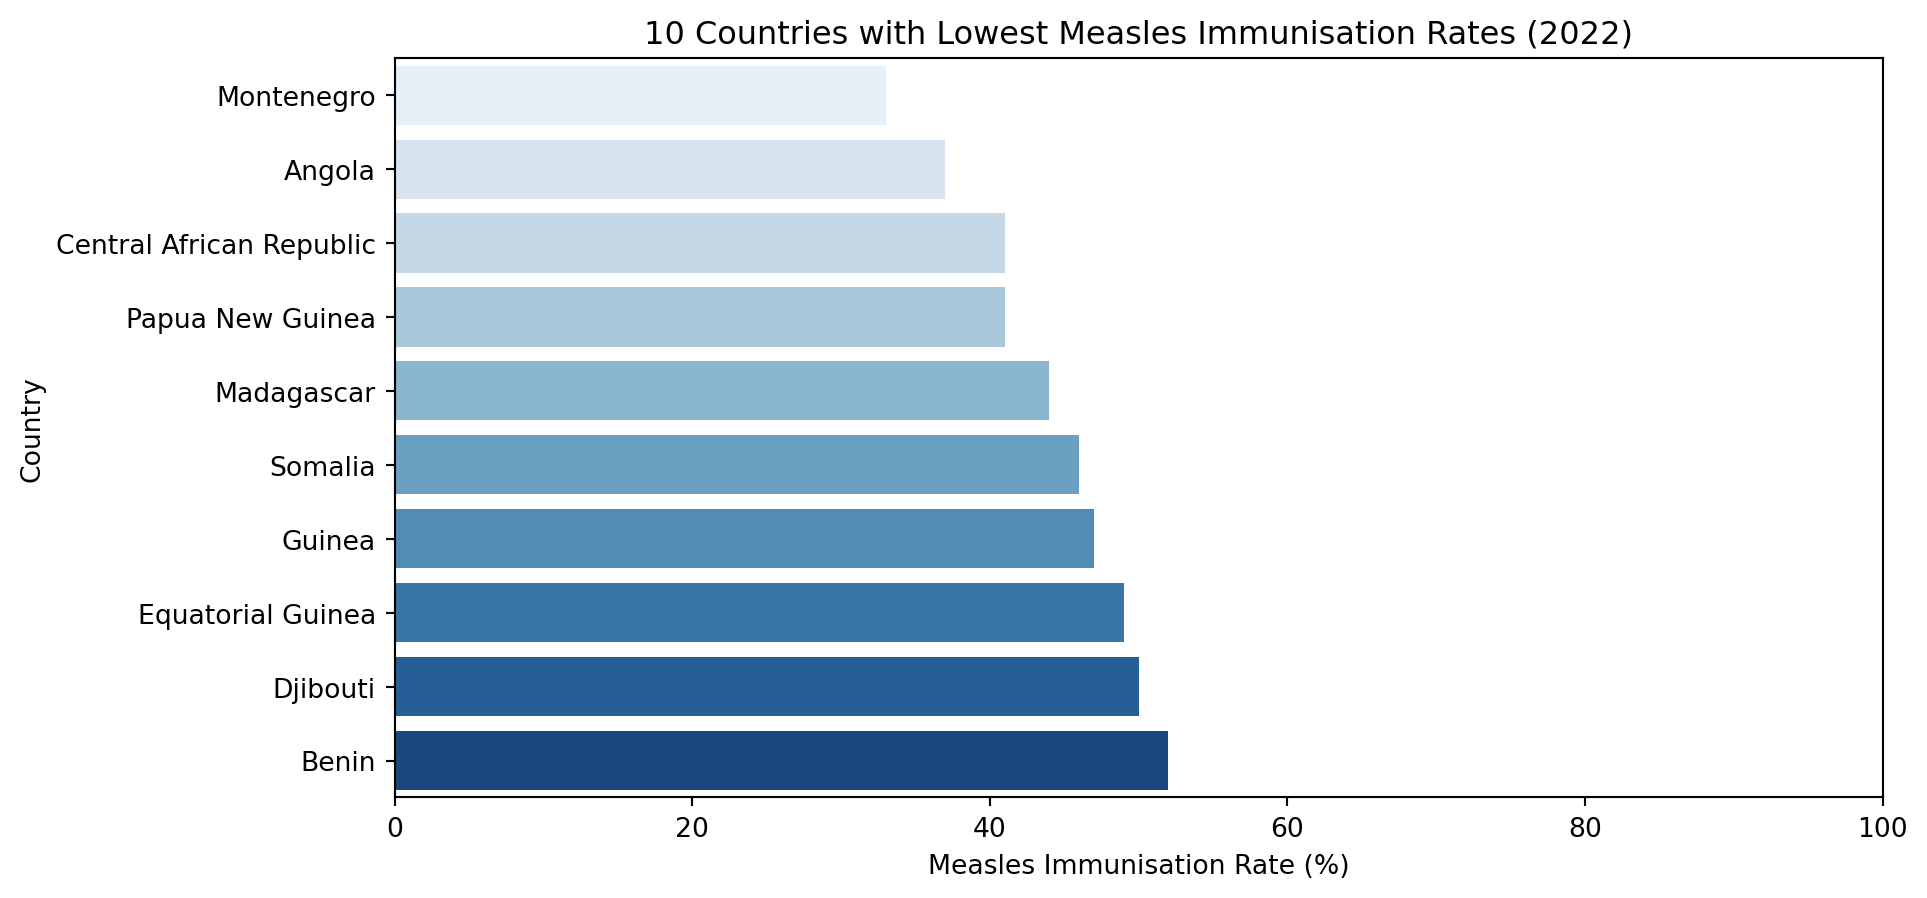 10 Countries with Lowest Measles Immunisation Rates (2022)
Country
Montenegro
Angola
Central African Republic
Papua New Guinea
Madagascar
Somalia
Guinea
Equatorial Guinea
Djibouti
Benin
0 20 40 60 80 100
Measles Immunisation Rate (%)